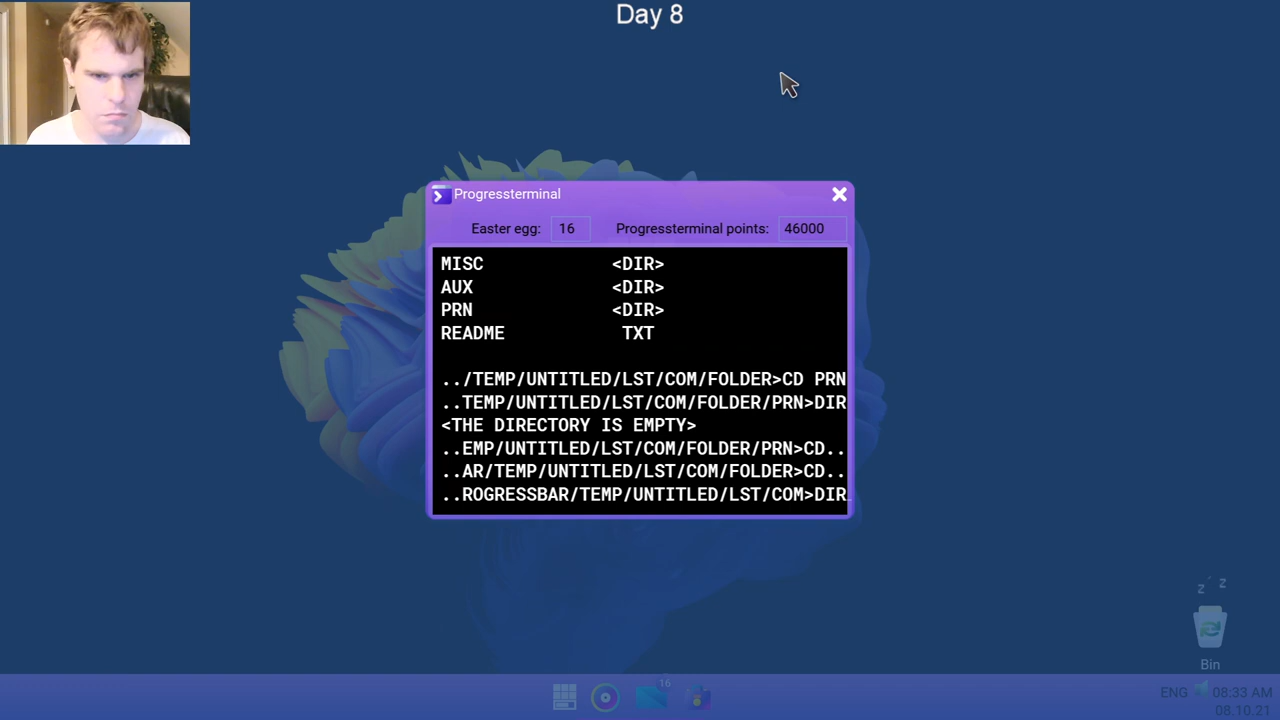 Day 8
Progressterminal
Easter egg: 16 Progressterminal points: 46000
MISC <DIR>
AUX <DIR>
PRN <DIR>
README TXT
../TEMP/UNTITLED/LST/COM/FOLDER>CD PRN
..TEMP/UNTITLED/LST/COM/FOLDER/PRN>DIR
<THE DIRECTORY IS EMPTY>
..EMP/UNTITLED/LST/COM/FOLDER/PRN>CD..
..AR/TEMP/UNTITLED/LST/COM/FOLDER>CD..
..ROGRESSBAR/TEMP/UNTITLED/LST/COM>DIR_
z z
Bin
16
ENG 08:33 AM
08.10.21